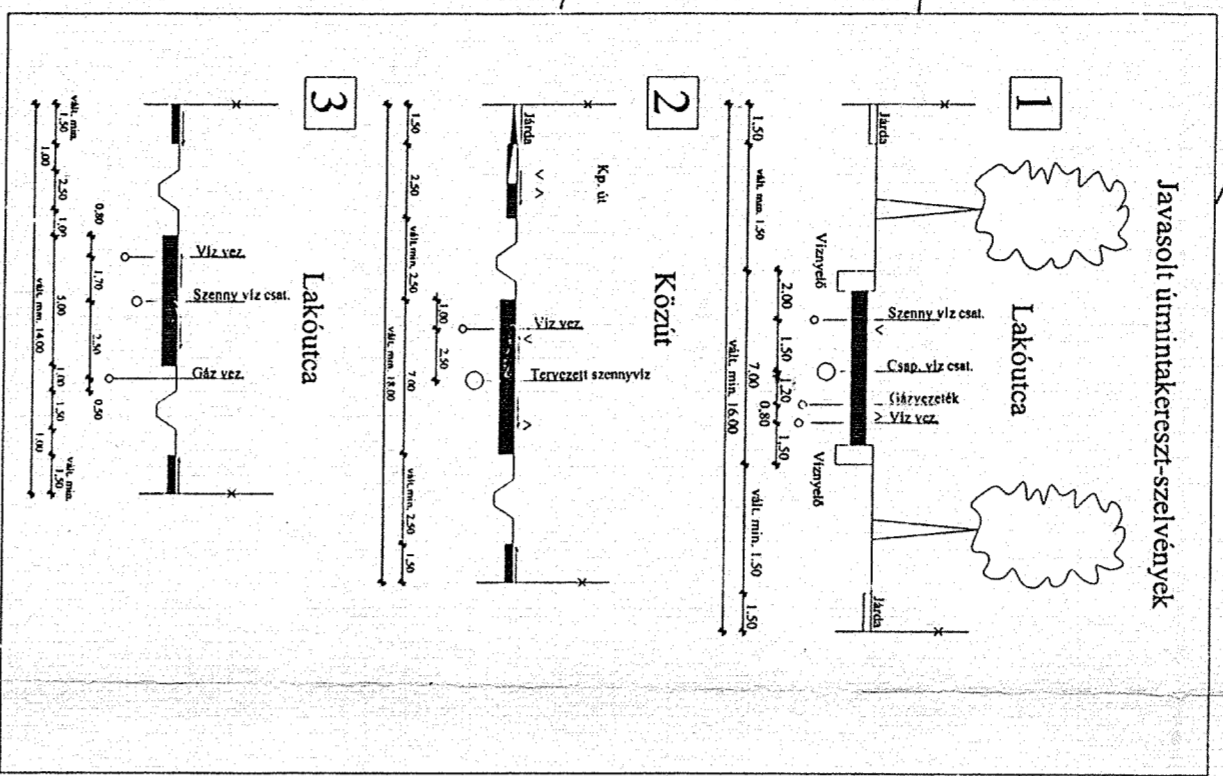 Javasolt útmintakereszt-szelvények
1
Lakóutca
Járda
Víznyelő
Szenny víz csat.
Csap. víz csat.
Gázvezeték
Víz vez.
Víznyelő
Járda
2.00
1.50
1.20
0.80
1.50
1.50
vált. min. 1.50
7.00
vált. min. 1.50
1.50
vált. min. 16.00
2
Közút
Járda
Kp. út
Víz vez.
Tervezett szennyvíz
1.00
2.50
1.50
2.50
vált. min. 2.50
7.00
vált. min. 2.50
1.50
vált. min. 18.00
3
Lakóutca
Víz vez.
Szenny víz csat.
Gáz vez.
0.80
1.70
2.50
0.50
vált. min.
1.50
1.00
2.50
1.00
5.00
1.00
1.50
1.00
vált. min.
1.50
vált. min. 14.00